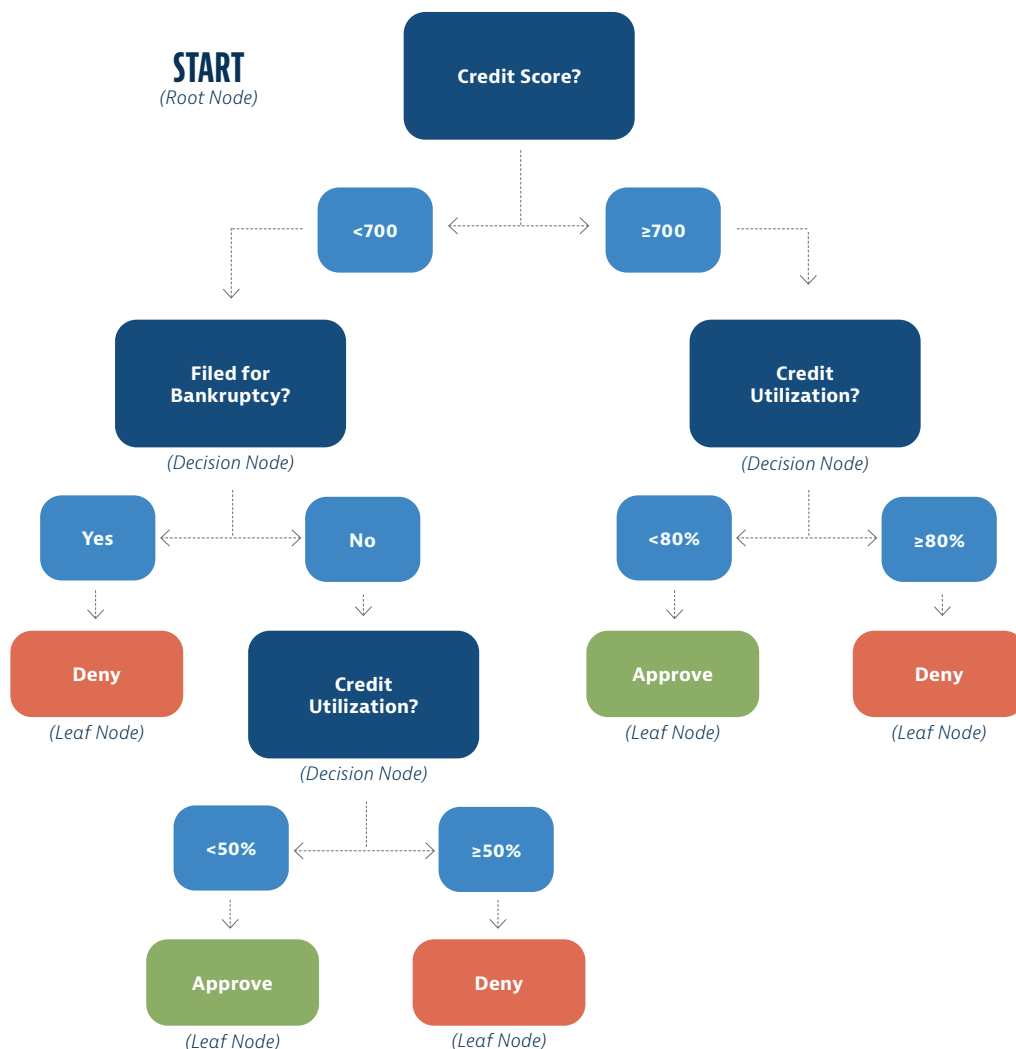 START
(Root Node)
Credit Score?
<700
≥700
Filed for
Bankruptcy?
(Decision Node)
Credit
Utilization?
(Decision Node)
Yes
No
<80%
≥80%
Deny
(Leaf Node)
Credit
Utilization?
(Decision Node)
Approve
(Leaf Node)
Deny
(Leaf Node)
<50%
≥50%
Approve
(Leaf Node)
Deny
(Leaf Node)